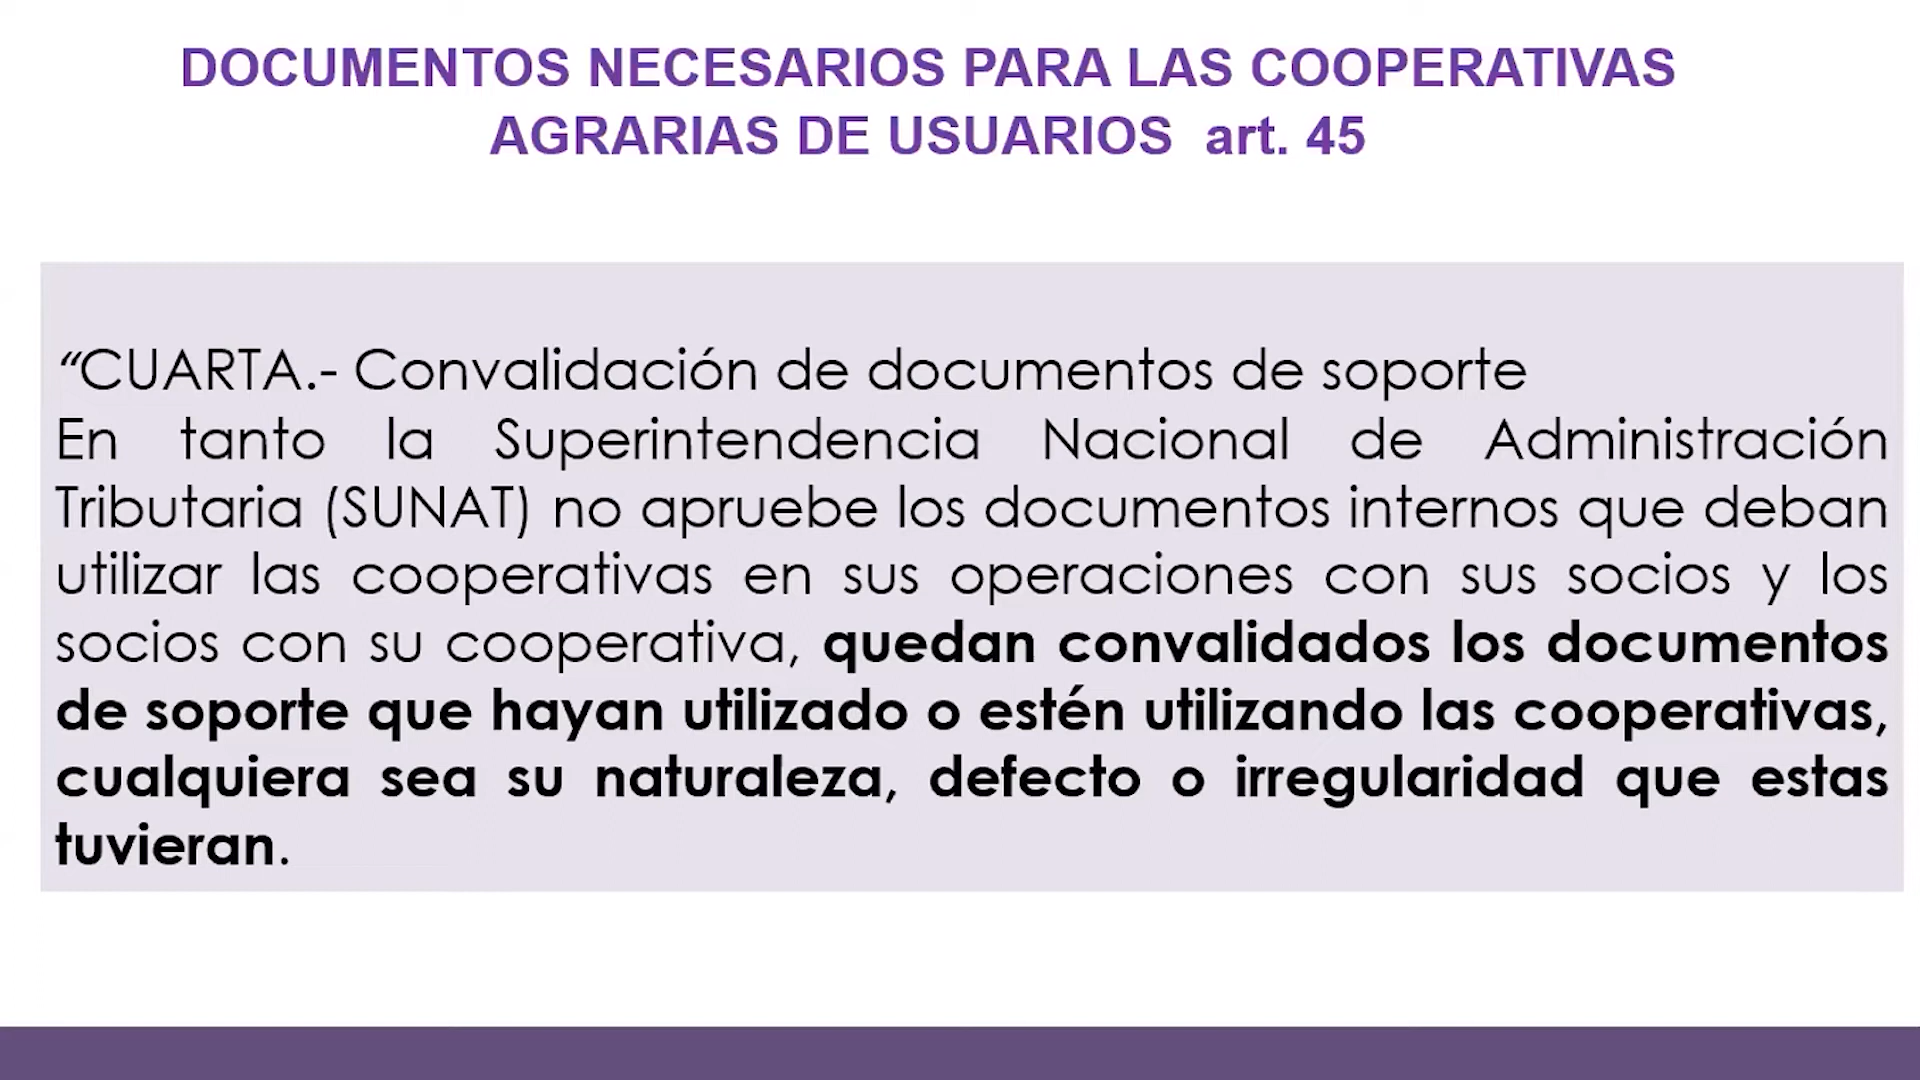 DOCUMENTOS NECESARIOS PARA LAS COOPERATIVAS
AGRARIAS DE USUARIOS art. 45
“CUARTA.- Convalidación de documentos de soporte
En tanto la Superintendencia Nacional de Administración
Tributaria (SUNAT) no apruebe los documentos internos que deban
utilizar las cooperativas en sus operaciones con sus socios y los
socios con su cooperativa, quedan convalidados los documentos
de soporte que hayan utilizado o estén utilizando las cooperativas,
cualquiera sea su naturaleza, defecto o irregularidad que estas
tuvieran.